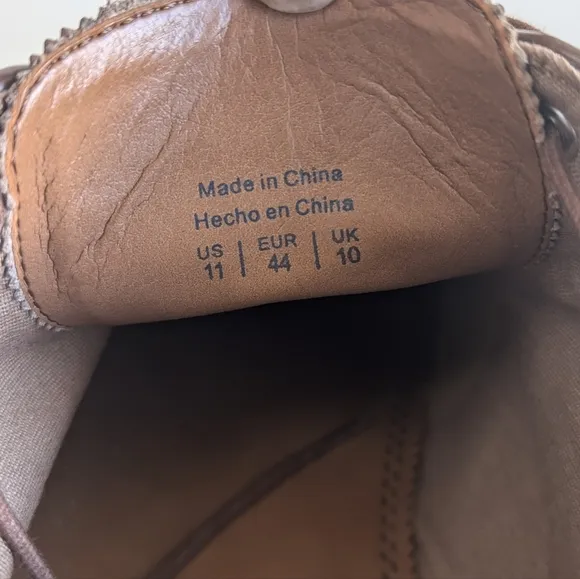 Made in China
Hecho en China
US | EUR | UK
11 | 44 | 10